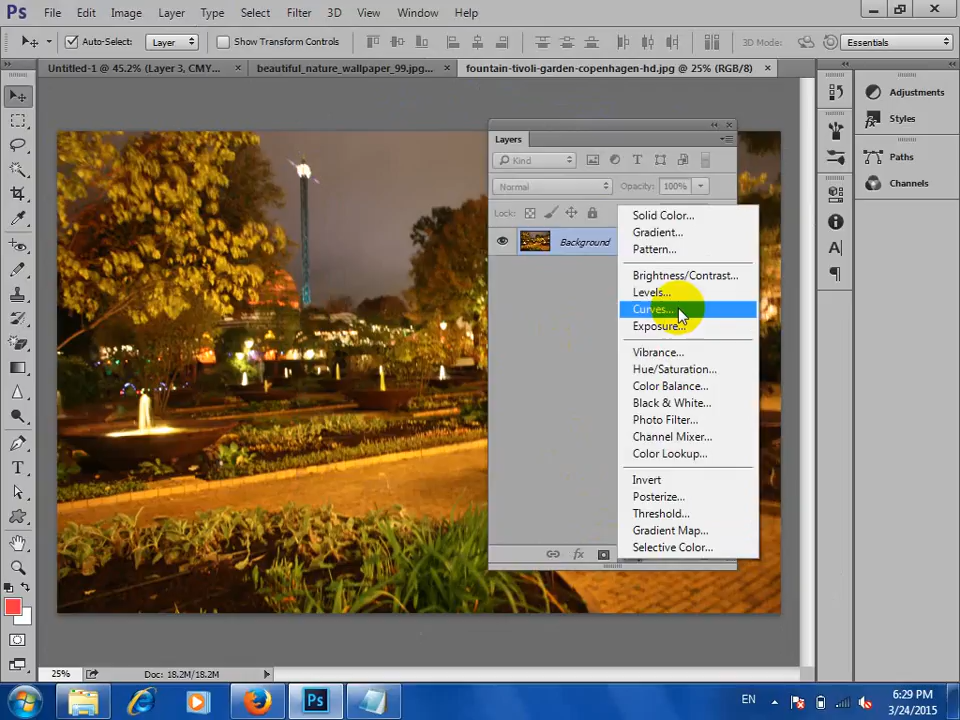 Ps File Edit Image Layer Type Select Filter 3D View Window Help
Auto-Select: Layer Show Transform Controls 3D Mode: Essentials
Untitled-1 @ 45.2% (Layer 3, CMY... × beautiful_nature_wallpaper_99.jpg... × fountain-tivoli-garden-copenhagen-hd.jpg @ 25% (RGB/8) ×
Adjustments
Styles
Paths
Channels
Layers
Kind
Normal Opacity: 100%
Lock:
Background
Solid Color...
Gradient...
Pattern...
Brightness/Contrast...
Levels...
Curves...
Exposure...
Vibrance...
Hue/Saturation...
Color Balance...
Black & White...
Photo Filter...
Channel Mixer...
Color Lookup...
Invert
Posterize...
Threshold...
Gradient Map...
Selective Color...
fx
25% Doc: 18.2M/18.2M
Ps EN 6:29 PM
3/24/2015